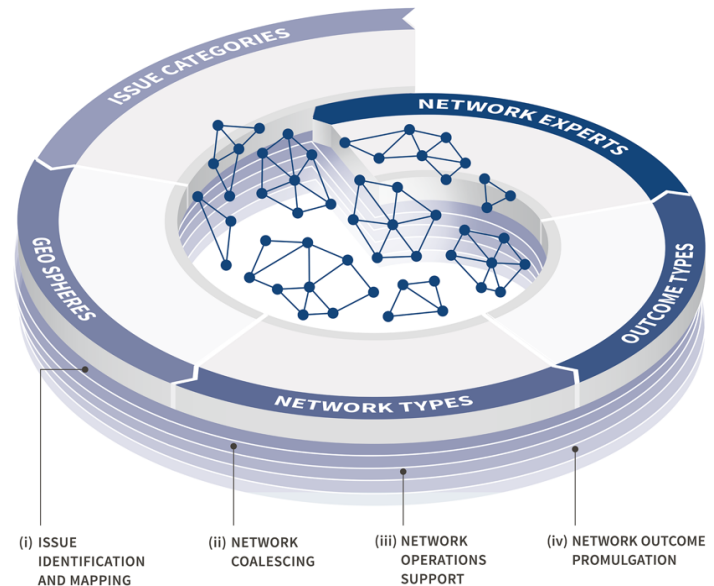 ISSUE CATEGORIES
NETWORK EXPERTS
GEO SPHERES
OUTCOME TYPES
NETWORK TYPES
(i) ISSUE
IDENTIFICATION
AND MAPPING
(ii) NETWORK
COALESCING
(iii) NETWORK
OPERATIONS
SUPPORT
(iv) NETWORK OUTCOME
PROMULGATION